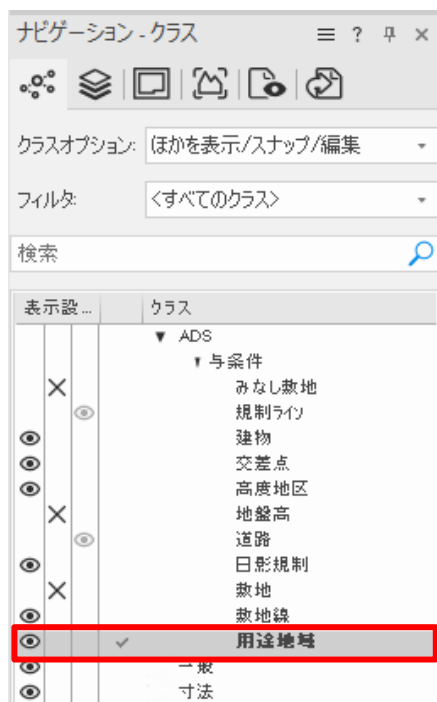 ナビゲーション - クラス
クラスオプション: ほかを表示/スナップ/編集
フィルタ: <すべてのクラス>
検索
表示設... クラス
ADS
与条件
みなし敷地
規制ライン
建物
交差点
高度地区
地盤高
道路
日影規制
敷地
敷地線
用途地域
一般
寸法